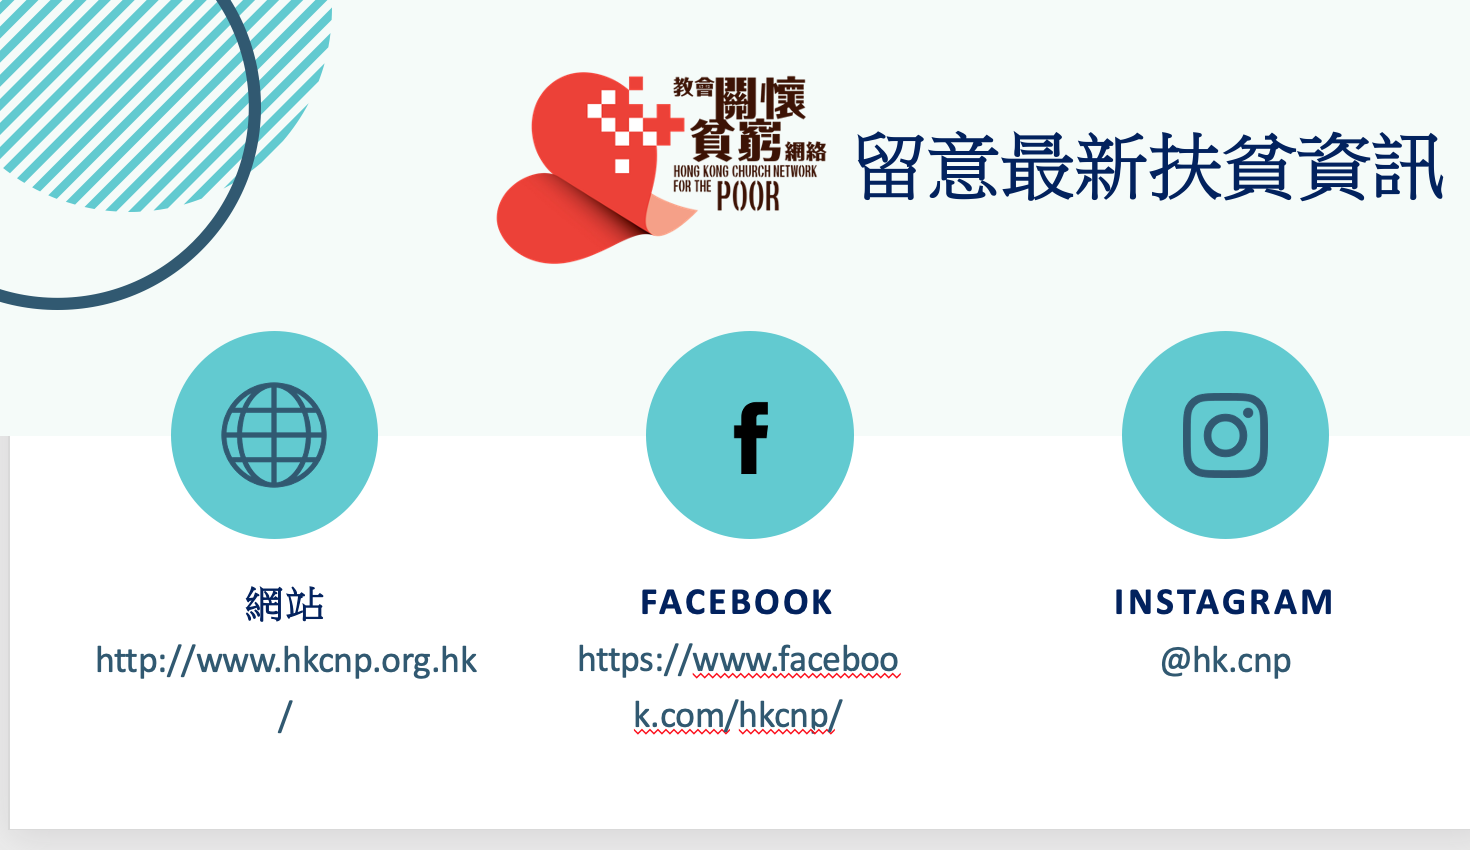 教會關懷
貧窮網絡
HONG KONG CHURCH NETWORK
FOR THE POOR
留意最新扶貧資訊
網站
http://www.hkcnp.org.hk
/
FACEBOOK
https://www.faceboo
k.com/hkcnp/
INSTAGRAM
@hk.cnp